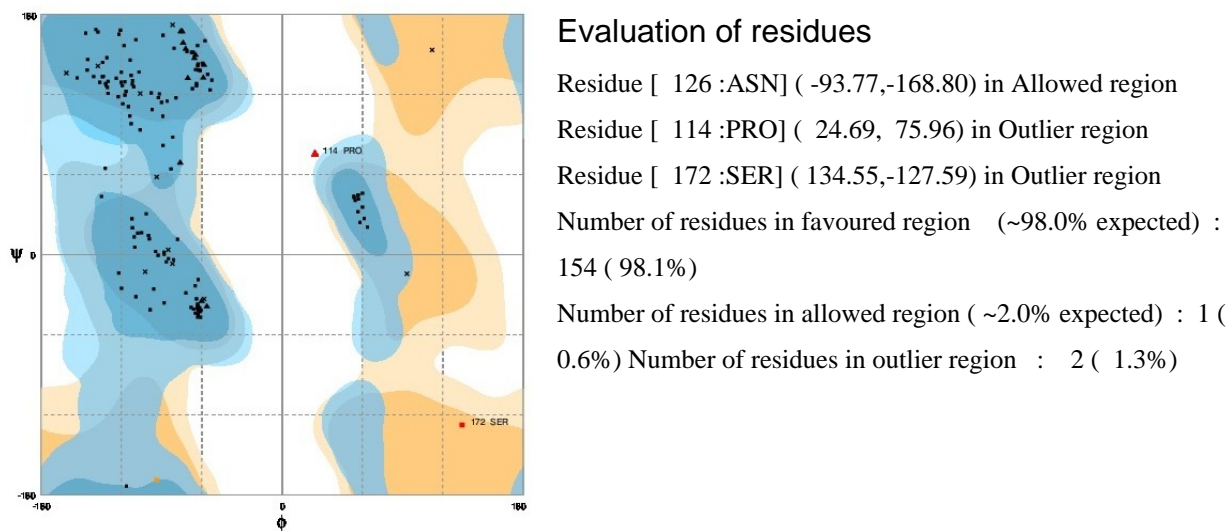 180
114 PRO
ψ 0
172 SER
-180
-180 0 180
ϕ
Evaluation of residues
Residue [ 126 :ASN] ( -93.77,-168.80) in Allowed region
Residue [ 114 :PRO] ( 24.69, 75.96) in Outlier region
Residue [ 172 :SER] ( 134.55,-127.59) in Outlier region
Number of residues in favoured region (~98.0% expected) :
154 ( 98.1%)
Number of residues in allowed region ( ~2.0% expected) : 1 (
0.6%) Number of residues in outlier region : 2 ( 1.3%)